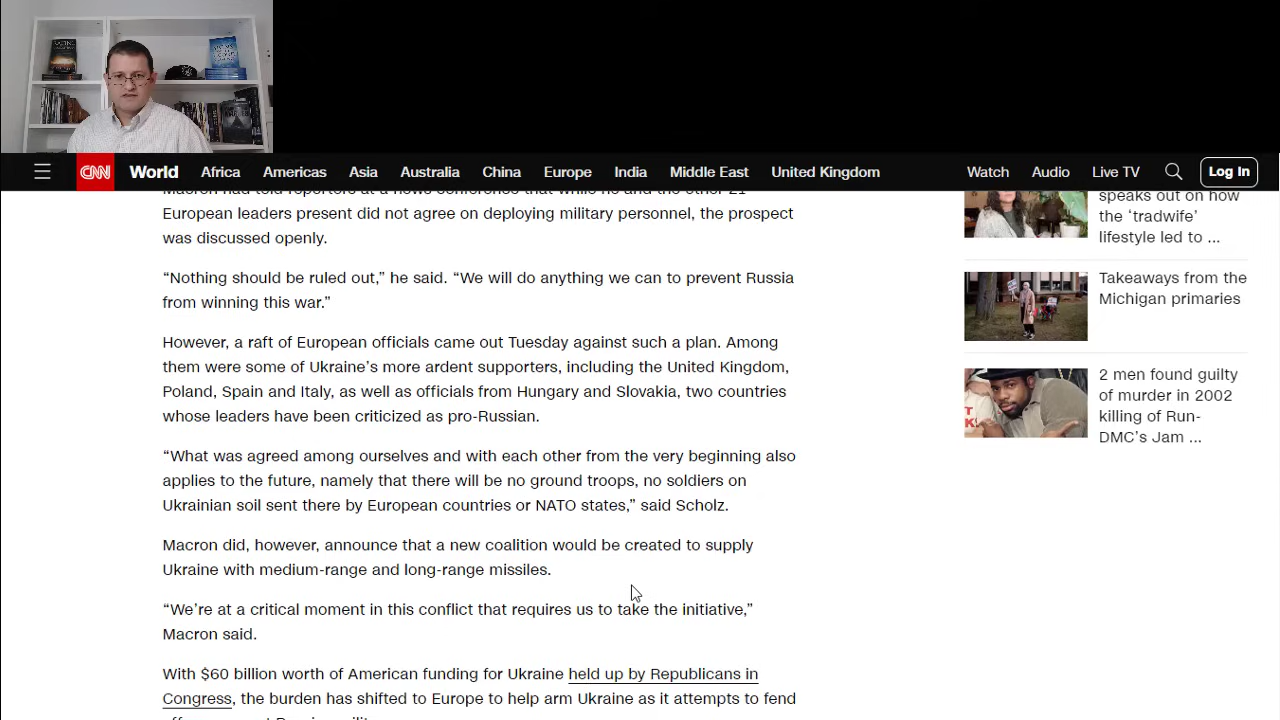 CNN World Africa Americas Asia Australia China Europe India Middle East United Kingdom Watch Audio Live TV Log In
European leaders present did not agree on deploying military personnel, the prospect
was discussed openly.
“Nothing should be ruled out,” he said. “We will do anything we can to prevent Russia
from winning this war.”
However, a raft of European officials came out Tuesday against such a plan. Among
them were some of Ukraine’s more ardent supporters, including the United Kingdom,
Poland, Spain and Italy, as well as officials from Hungary and Slovakia, two countries
whose leaders have been criticized as pro-Russian.
“What was agreed among ourselves and with each other from the very beginning also
applies to the future, namely that there will be no ground troops, no soldiers on
Ukrainian soil sent there by European countries or NATO states,” said Scholz.
Macron did, however, announce that a new coalition would be created to supply
Ukraine with medium-range and long-range missiles.
“We’re at a critical moment in this conflict that requires us to take the initiative,”
Macron said.
With $60 billion worth of American funding for Ukraine held up by Republicans in
Congress, the burden has shifted to Europe to help arm Ukraine as it attempts to fend
speaks out on how
the ‘tradwife’
lifestyle led to ...
Takeaways from the
Michigan primaries
2 men found guilty
of murder in 2002
killing of Run-
DMC’s Jam ...